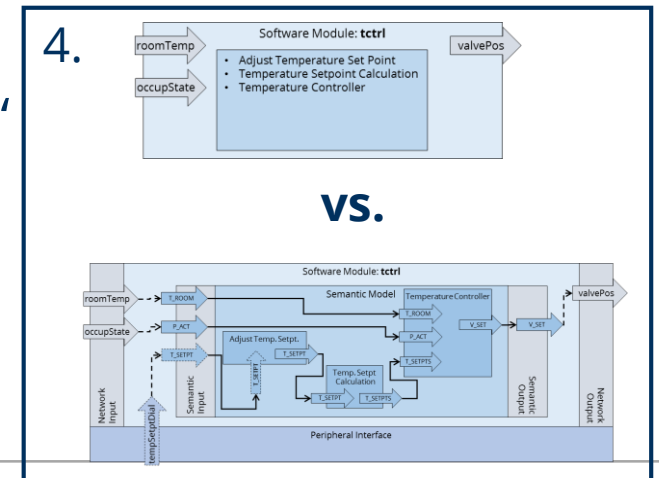 4.
Software Module: tctrl
roomTemp
occupState
• Adjust Temperature Set Point
• Temperature Setpoint Calculation
• Temperature Controller
valvePos
vs.
Software Module: tctrl
roomTemp
occupState
tempSetptDial
Network
Input
T_ROOM
P_ACT
T_SETPT
Semantic
Input
Semantic Model
Adjust Temp. Setpt.
T_SETPT
T_SETPT
Temp. Setpt
Calculation
T_SETPT
T_SETPTS
Temperature Controller
T_ROOM
P_ACT
T_SETPTS
V_SET
V_SET
Semantic
Output
Network
Output
valvePos
Peripheral Interface